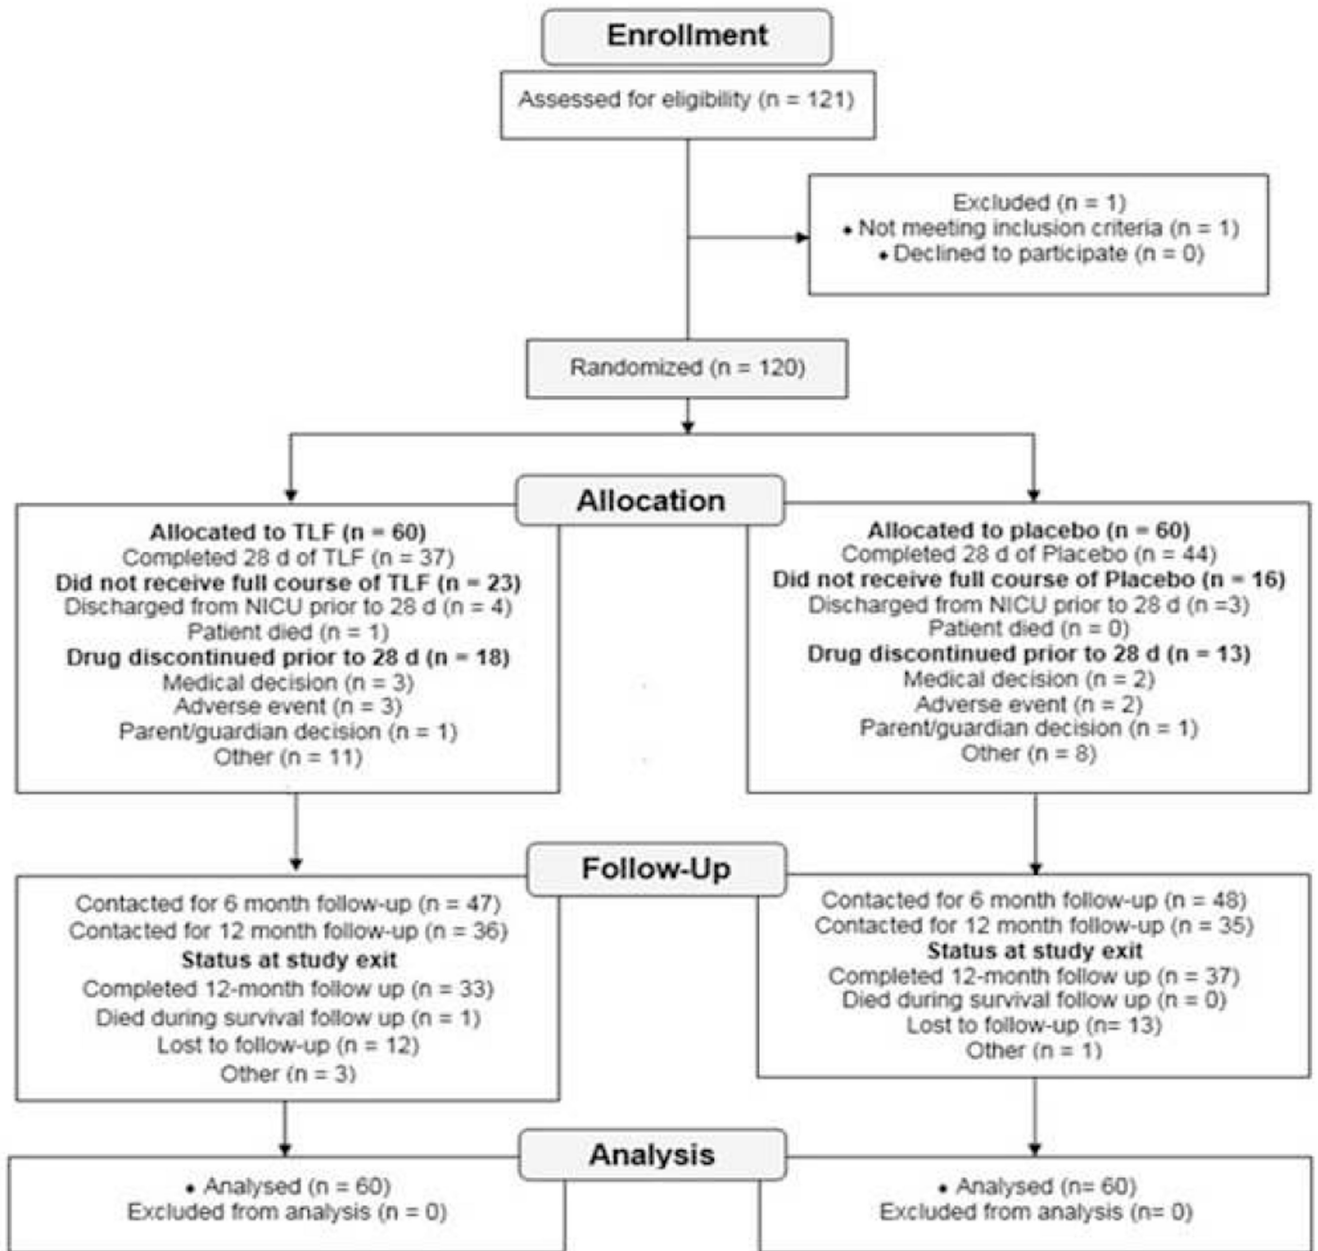 Enrollment
Assessed for eligibility (n = 121)
Excluded (n = 1)
• Not meeting inclusion criteria (n = 1)
• Declined to participate (n = 0)
Randomized (n = 120)
Allocation
Allocated to TLF (n = 60)
Completed 28 d of TLF (n = 37)
Did not receive full course of TLF (n = 23)
Discharged from NICU prior to 28 d (n = 4)
Patient died (n = 1)
Drug discontinued prior to 28 d (n = 18)
Medical decision (n = 3)
Adverse event (n = 3)
Parent/guardian decision (n = 1)
Other (n = 11)
Allocated to placebo (n = 60)
Completed 28 d of Placebo (n = 44)
Did not receive full course of Placebo (n = 16)
Discharged from NICU prior to 28 d (n =3)
Patient died (n = 0)
Drug discontinued prior to 28 d (n = 13)
Medical decision (n = 2)
Adverse event (n = 2)
Parent/guardian decision (n = 1)
Other (n = 8)
Follow-Up
Contacted for 6 month follow-up (n = 47)
Contacted for 12 month follow-up (n = 36)
Status at study exit
Completed 12-month follow up (n = 33)
Died during survival follow up (n = 1)
Lost to follow-up (n = 12)
Other (n = 3)
Contacted for 6 month follow-up (n = 48)
Contacted for 12 month follow-up (n = 35)
Status at study exit
Completed 12-month follow up (n = 37)
Died during survival follow up (n = 0)
Lost to follow-up (n= 13)
Other (n = 1)
Analysis
• Analysed (n = 60)
Excluded from analysis (n = 0)
• Analysed (n= 60)
Excluded from analysis (n= 0)